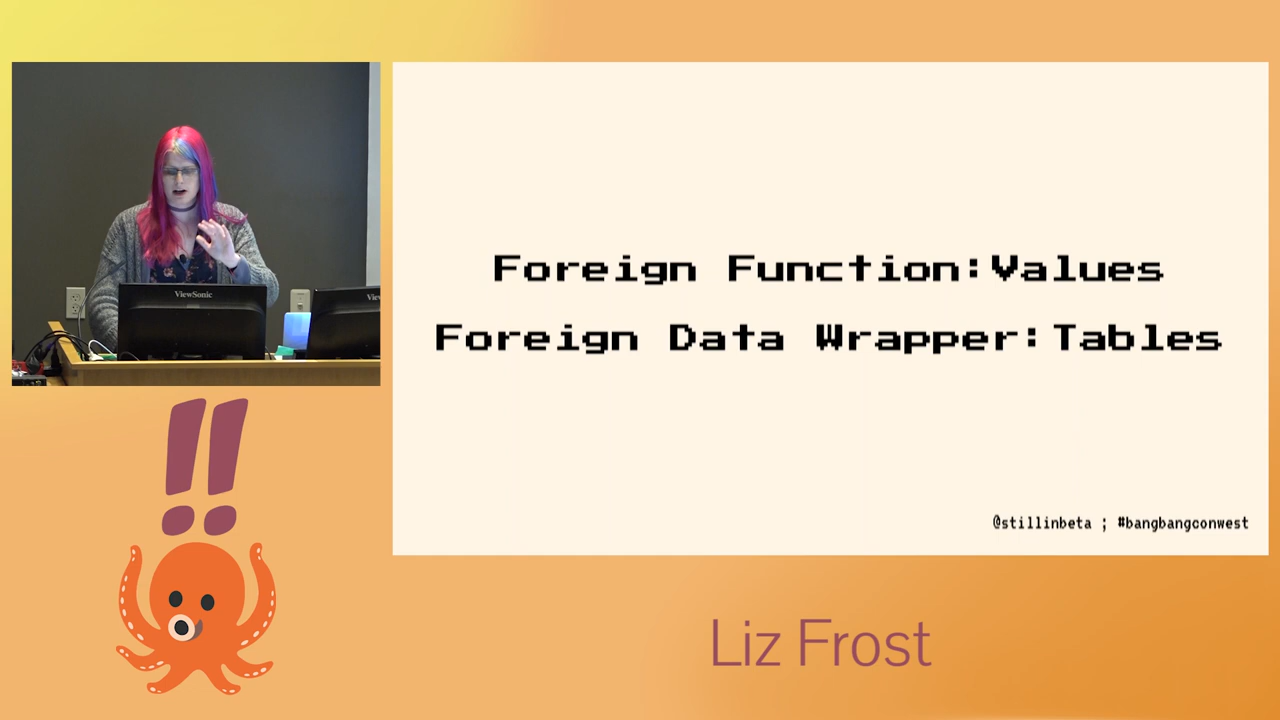 ViewSonic
Foreign Function:Values
Foreign Data Wrapper:Tables
@stillinbeta ; #bangbangconwest
!!
Liz Frost